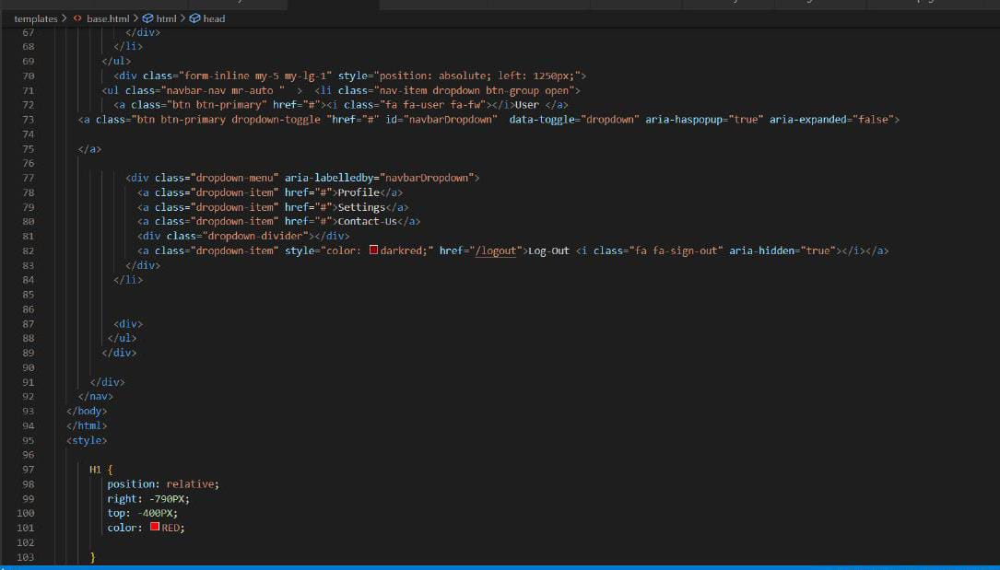 templates > <> base.html > html > head
67 </div>
68 </li>
69 </ul>
70 <div class="form-inline my-5 my-lg-1" style="position: absolute; left: 1250px;">
71 <ul class="navbar-nav mr-auto "  >  <li class="nav-item dropdown btn-group open">
72 <a class="btn btn-primary" href="#"><i class="fa fa-user fa-fw"></i>User </a>
73 <a class="btn btn-primary dropdown-toggle "href="#" id="navbarDropdown"  data-toggle="dropdown" aria-haspopup="true" aria-expanded="false">
74
75 </a>
76
77 <div class="dropdown-menu" aria-labelledby="navbarDropdown">
78 <a class="dropdown-item" href="#">Profile</a>
79 <a class="dropdown-item" href="#">Settings</a>
80 <a class="dropdown-item" href="#">Contact-Us</a>
81 <div class="dropdown-divider"></div>
82 <a class="dropdown-item" style="color: darkred;" href="/logout">Log-Out <i class="fa fa-sign-out" aria-hidden="true"></i></a>
83 </div>
84 </li>
85
86
87 <div>
88 </ul>
89 </div>
90
91 </div>
92 </nav>
93 </body>
94 </html>
95 <style>
96
97 H1 {
98 position: relative;
99 right: -790PX;
100 top: -400PX;
101 color: RED;
102
103 }